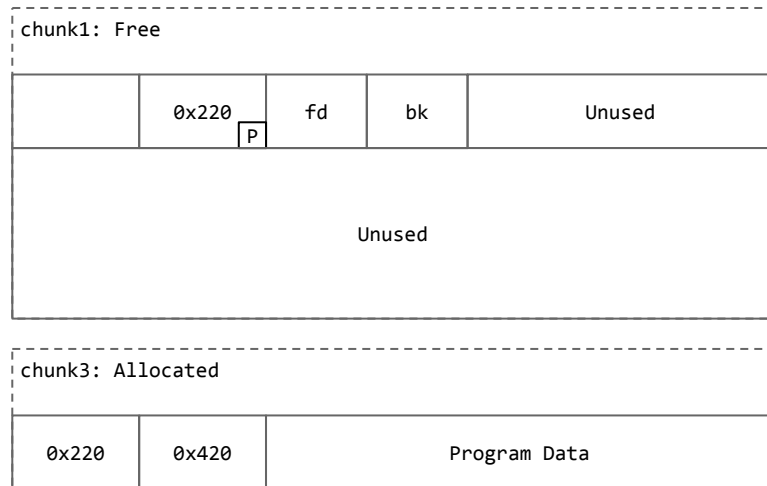 chunk1: Free
0x220 P fd bk Unused
Unused
chunk3: Allocated
0x220 0x420 Program Data